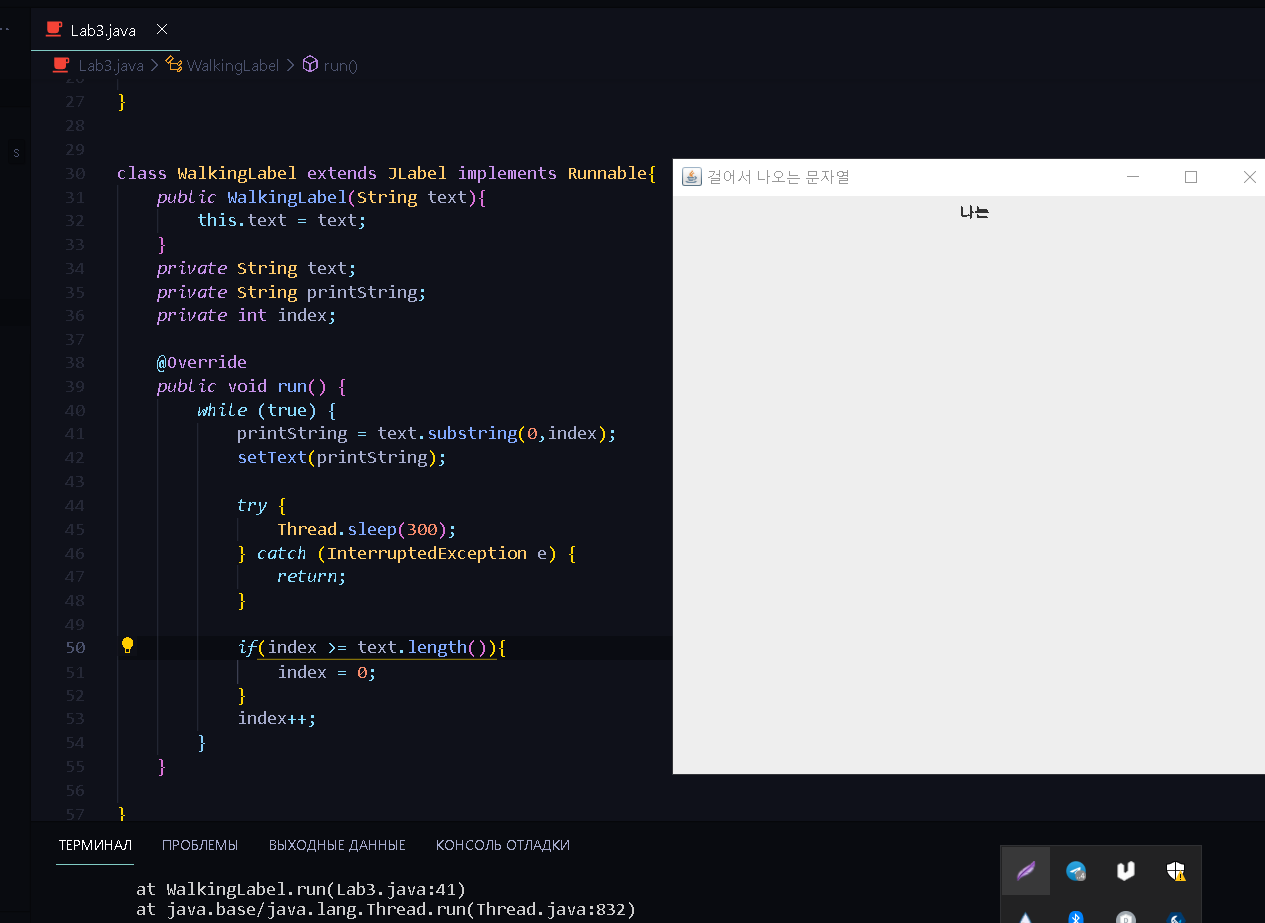 Lab3.java
Lab3.java > WalkingLabel > run()
27 }
28
29
30 class WalkingLabel extends JLabel implements Runnable{
31 public WalkingLabel(String text){
32 this.text = text;
33 }
34 private String text;
35 private String printString;
36 private int index;
37
38 @Override
39 public void run() {
40 while (true) {
41 printString = text.substring(0,index);
42 setText(printString);
43
44 try {
45 Thread.sleep(300);
46 } catch (InterruptedException e) {
47 return;
48 }
49
50 if(index >= text.length()){
51 index = 0;
52 }
53 index++;
54 }
55 }
56
57 }
걸어서 나오는 문자열
나는
s
ТЕРМИНАЛ ПРОБЛЕМЫ ВЫХОДНЫЕ ДАННЫЕ КОНСОЛЬ ОТЛАДКИ
at WalkingLabel.run(Lab3.java:41)
at java.base/java.lang.Thread.run(Thread.java:832)